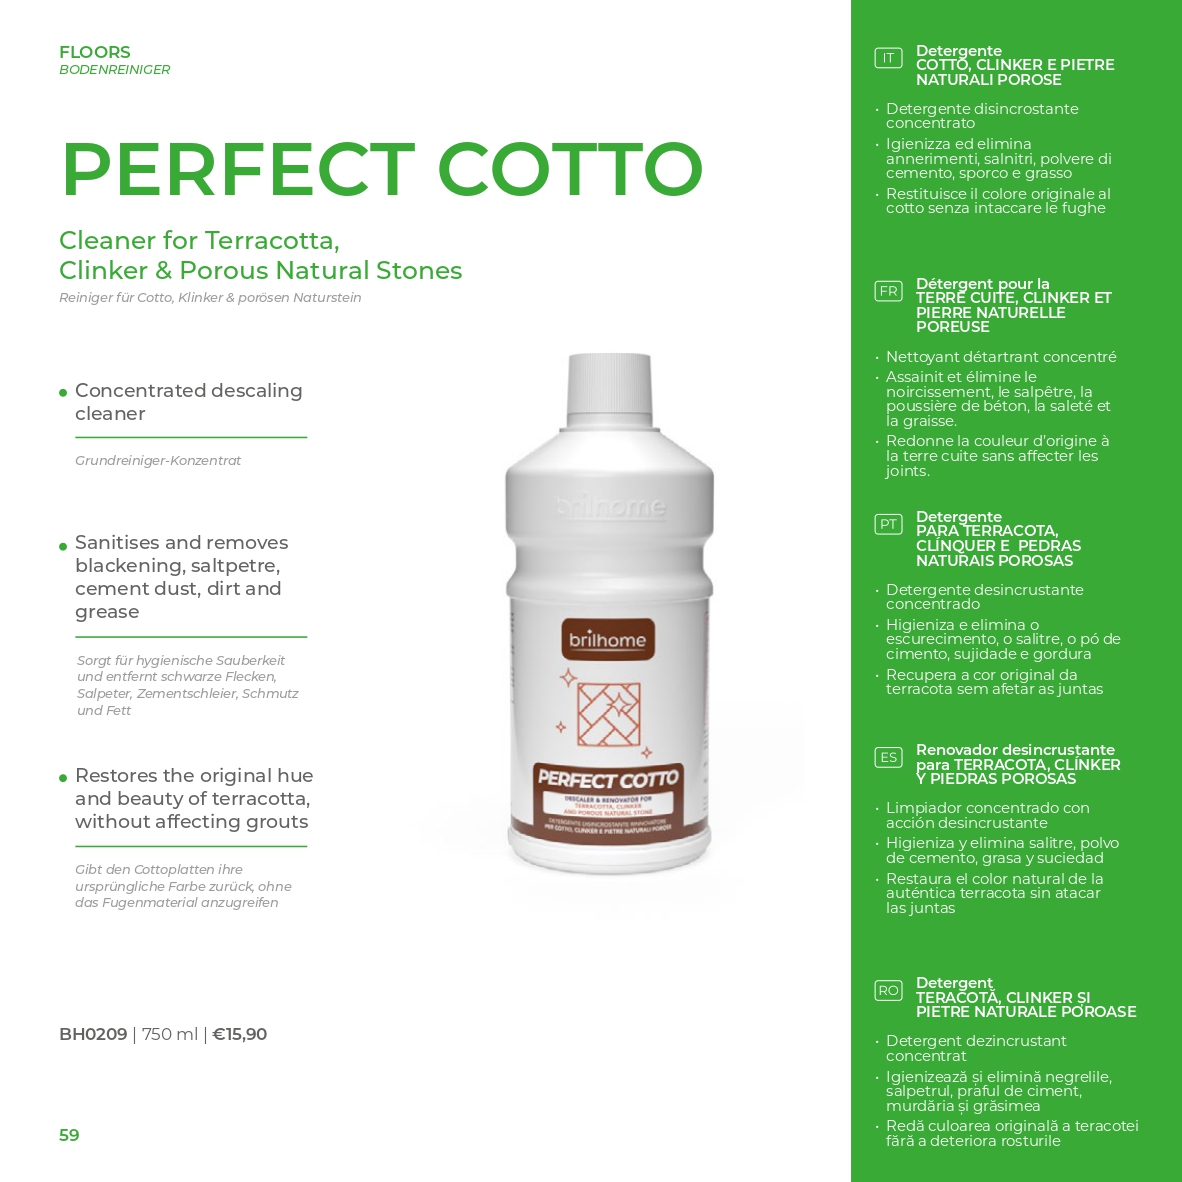 FLOORS
BODENREINIGER
PERFECT COTTO
Cleaner for Terracotta,
Clinker & Porous Natural Stones
Reiniger für Cotto, Klinker & porösen Naturstein
• Concentrated descaling
cleaner
Grundreiniger-Konzentrat
• Sanitises and removes
blackening, saltpetre,
cement dust, dirt and
grease
Sorgt für hygienische Sauberkeit
und entfernt schwarze Flecken,
Salpeter, Zementschleier, Schmutz
und Fett
• Restores the original hue
and beauty of terracotta,
without affecting grouts
Gibt den Cottoplatten ihre
ursprüngliche Farbe zurück, ohne
das Fugenmaterial anzugreifen
BH0209 | 750 ml | €15,90
59
brilhome
brilhome
PERFECT COTTO
DESCALER & RENOVATOR FOR
TERRACOTTA, CLINKER
AND POROUS NATURAL STONE
DETERGENTE DISINCROSTANTE RINNOVATORE
PER COTTO, CLINKER E PIETRE NATURALI POROSE
IT
Detergente
COTTO, CLINKER E PIETRE
NATURALI POROSE
• Detergente disincrostante
concentrato
• Igienizza ed elimina
annerimenti, salnitri, polvere di
cemento, sporco e grasso
• Restituisce il colore originale al
cotto senza intaccare le fughe
FR
Détergent pour la
TERRE CUITE, CLINKER ET
PIERRE NATURELLE
POREUSE
• Nettoyant détartrant concentré
• Assainit et élimine le
noircissement, le salpêtre, la
poussière de béton, la saleté et
la graisse.
• Redonne la couleur d'origine à
la terre cuite sans affecter les
joints.
PT
Detergente
PARA TERRACOTA,
CLÍNQUER E PEDRAS
NATURAIS POROSAS
• Detergente desincrustante
concentrado
• Higieniza e elimina o
escurecimento, o salitre, o pó de
cimento, sujidade e gordura
• Recupera a cor original da
terracota sem afetar as juntas
ES
Renovador desincrustante
para TERRACOTA, CLÍNKER
Y PIEDRAS POROSAS
• Limpiador concentrado con
acción desincrustante
• Higieniza y elimina salitre, polvo
de cemento, grasa y suciedad
• Restaura el color natural de la
auténtica terracota sin atacar
las juntas
RO
Detergent
TERACOTĂ, CLINKER ȘI
PIETRE NATURALE POROASE
• Detergent dezincrustant
concentrat
• Igienizează și elimină negrelile,
salpetrul, praful de ciment,
murdăria și grăsimea
• Redă culoarea originală a teracotei
fără a deteriora rosturile